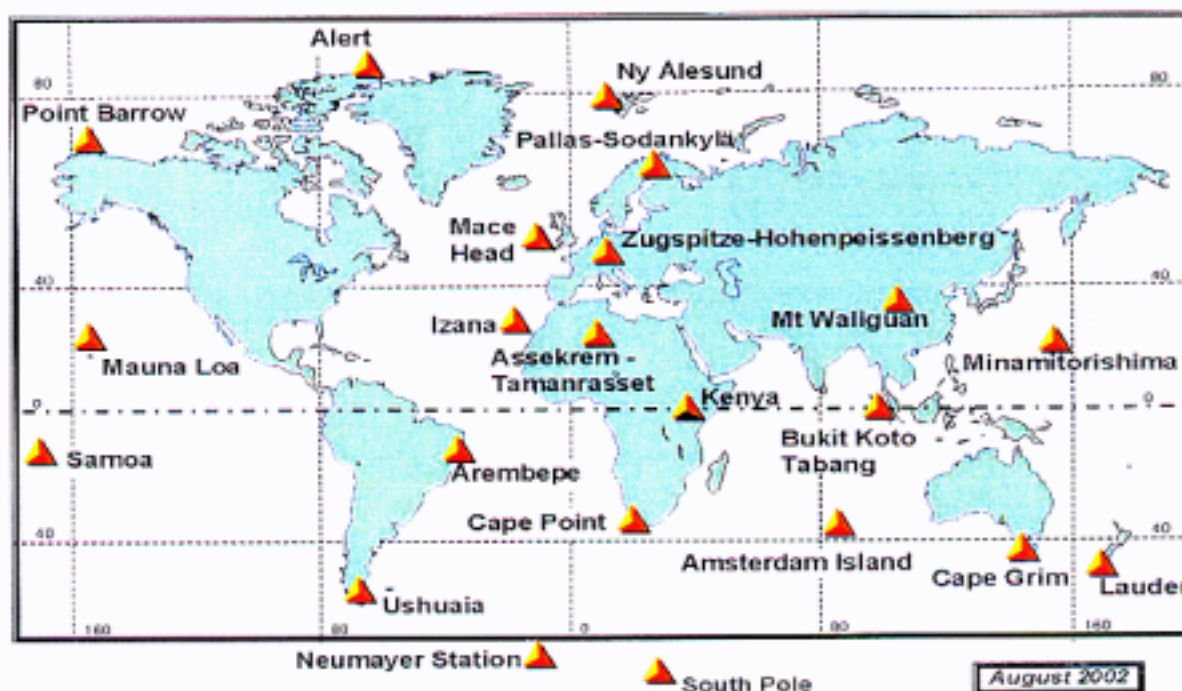 Alert
Ny Alesund
80
80
Point Barrow
Pallas-Sodankylä
Mace
Head
Zugspitze-Hohenpeissenberg
40
40
Izana
Mt Waliguan
Mauna Loa
Assekrem -
Tamanrasset
Minamitorishima
Kenya
0
0
Samoa
Arembepe
Bukit Koto
Tabang
Cape Point
40
40
Amsterdam Island
Cape Grim
Lauder
Ushuaia
160
80
0
80
160
Neumayer Station
South Pole
August 2002